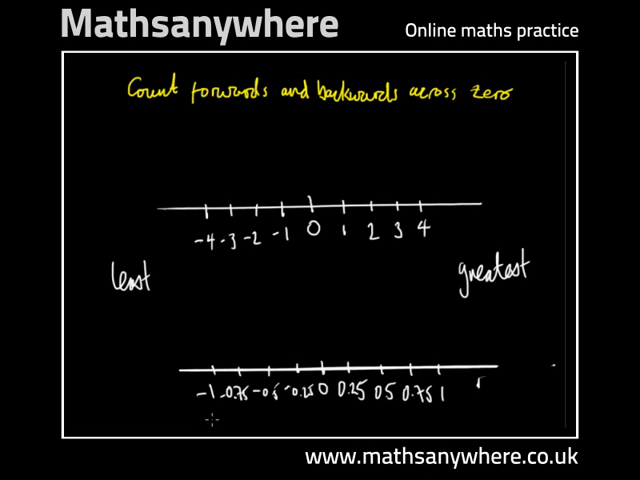 Mathsanywhere
Online maths practice
Count forwards and backwards across zero
-4 -3 -2 -1 0 1 2 3 4
least
greatest
-1 -0.75 -0.5 -0.25 0 0.25 0.5 0.75 1
www.mathsanywhere.co.uk